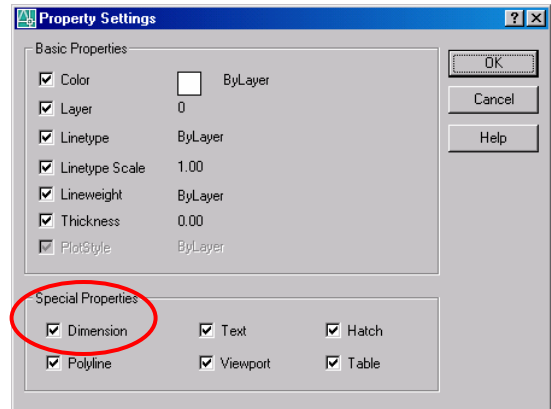 Property Settings
Basic Properties
Color ByLayer
Layer 0
Linetype ByLayer
Linetype Scale 1.00
Lineweight ByLayer
Thickness 0.00
PlotStyle ByLayer
OK
Cancel
Help
Special Properties
Dimension Text Hatch
Polyline Viewport Table